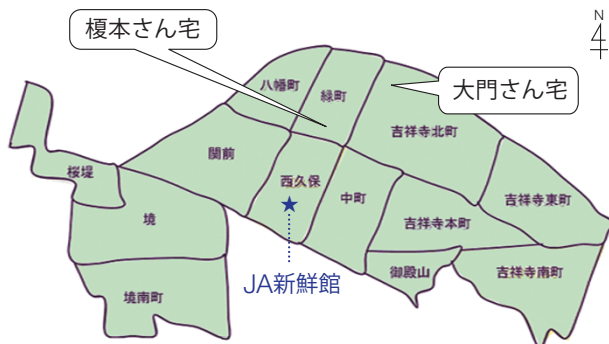 榎本さん宅
N
大門さん宅
八幡町
緑町
吉祥寺北町
関前
西久保
中町
桜堤
境
吉祥寺東町
吉祥寺本町
御殿山
吉祥寺南町
境南町
JA新鮮館